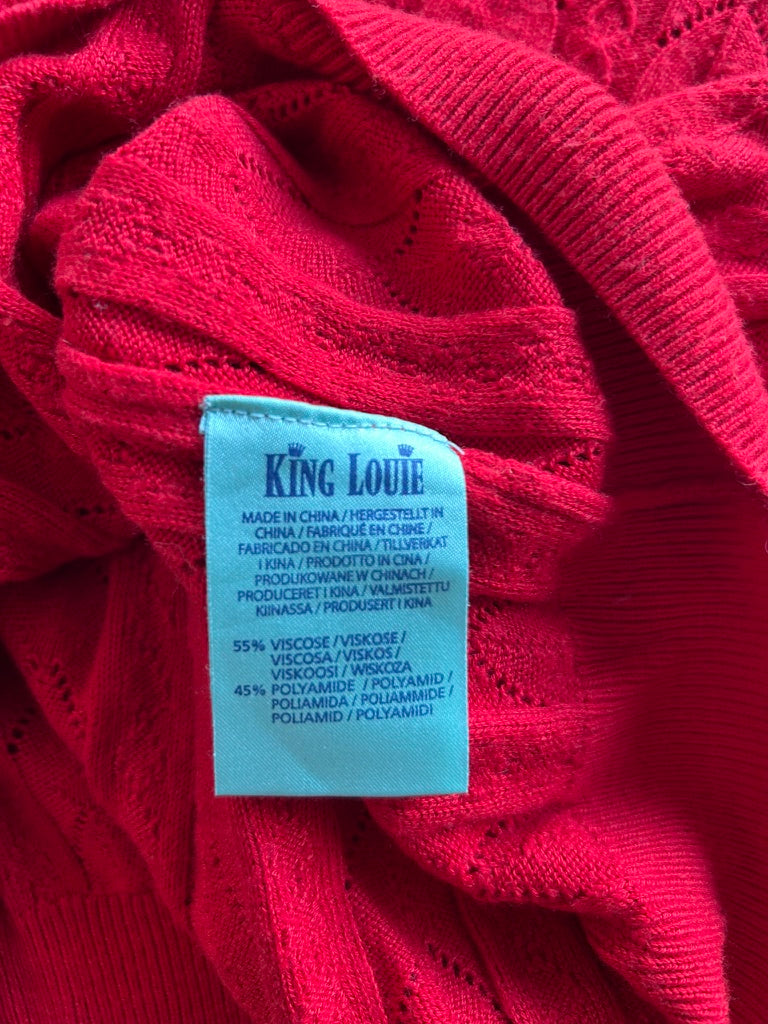 KING LOUIE
MADE IN CHINA / HERGESTELLT IN
CHINA / FABRIQUÉ EN CHINE /
FABRICADO EN CHINA / TILLVERKAT
I KINA / PRODOTTO IN CINA /
PRODUKOWANE W CHINACH /
PRODUCERET I KINA / VALMISTETTU
KIINASSA / PRODUSERT I KINA
55% VISCOSE / VISKOSE /
VISCOSA / VISKOS /
VISKOOSI / WISKOZA
45% POLYAMIDE / POLYAMID /
POLIAMIDA / POLIAMMIDE /
POLIAMID / POLYAMIDI